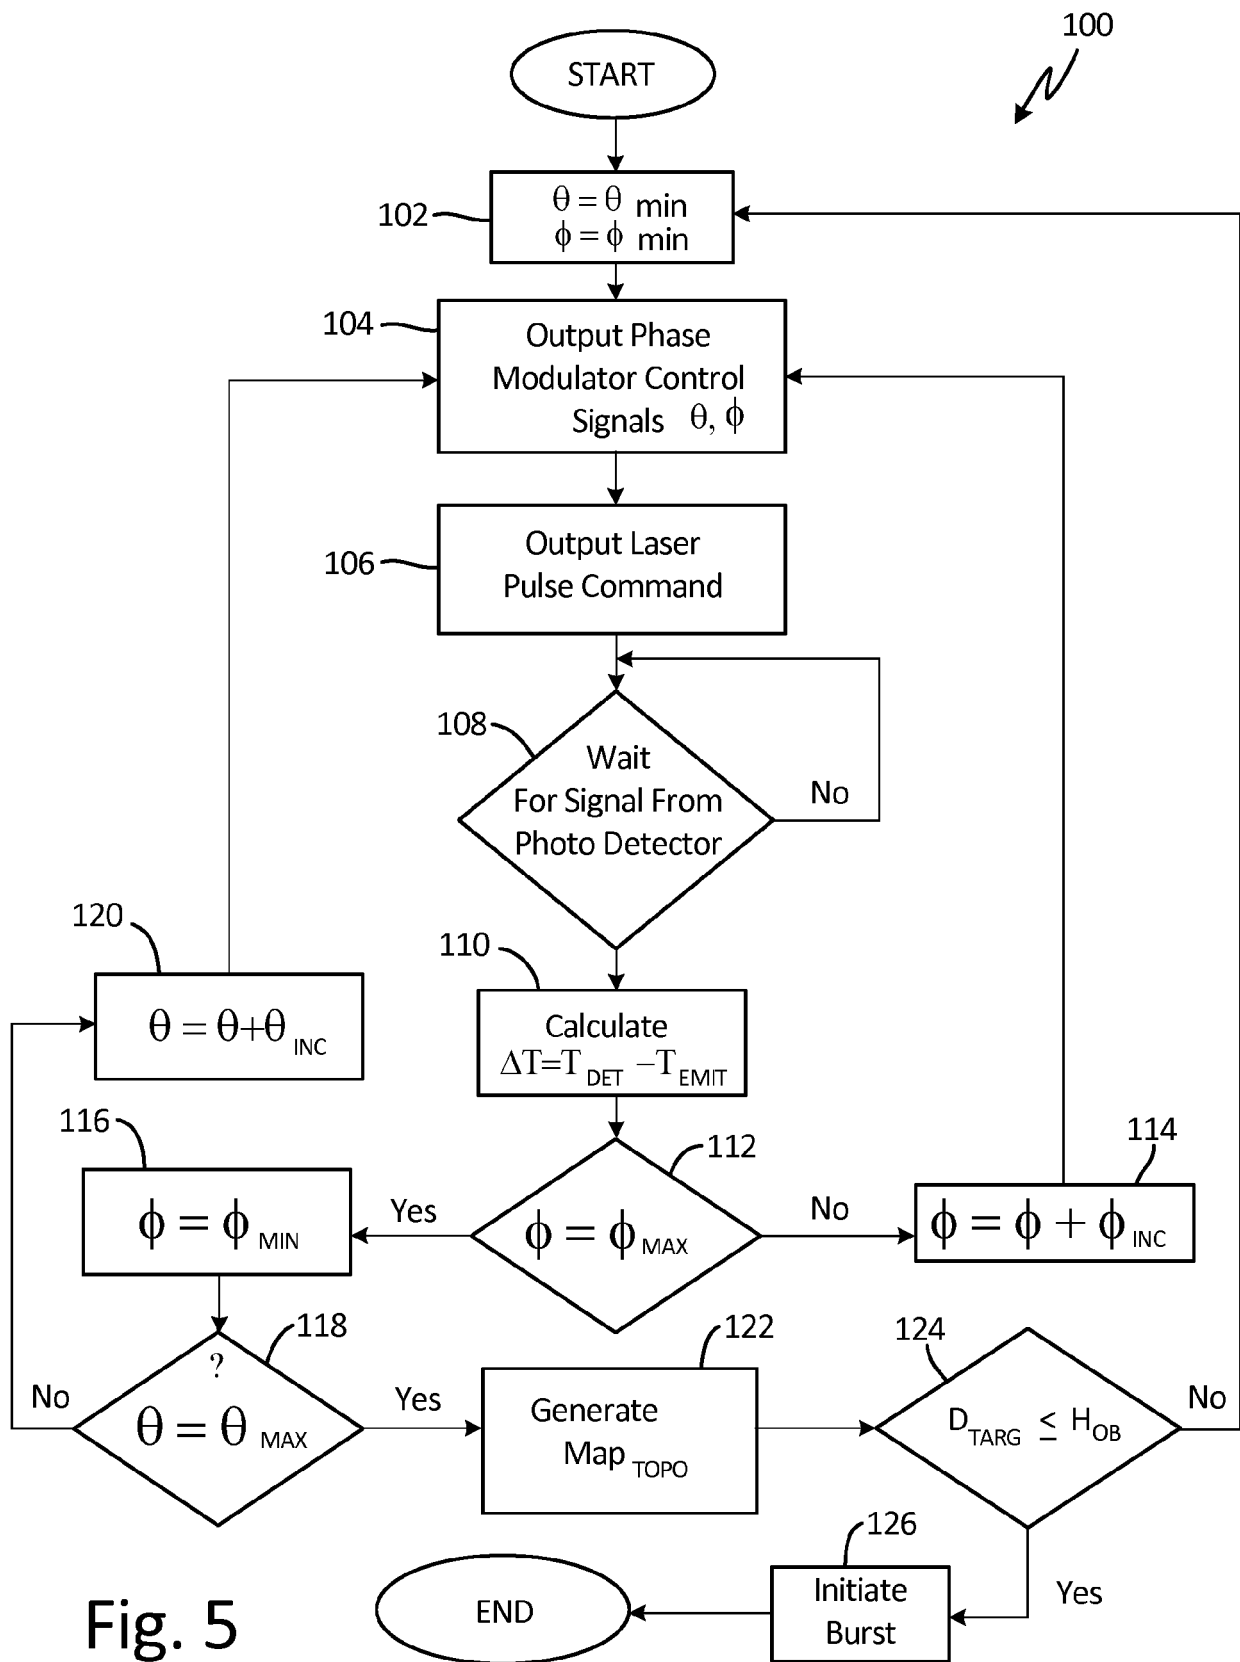 100
START
102
θ = θ min
ϕ = ϕ min
104
Output Phase
Modulator Control
Signals θ, ϕ
106
Output Laser
Pulse Command
108
Wait
For Signal From
Photo Detector
No
120
θ = θ+θ INC
110
Calculate
ΔT=T DET –T EMIT
116
ϕ = ϕ MIN
Yes
112
ϕ = ϕ MAX
No
114
ϕ = ϕ + ϕ INC
118
?
θ = θ MAX
No
Yes
122
Generate
Map TOPO
124
D TARG ≤ H OB
No
Yes
126
Initiate
Burst
END
Fig. 5